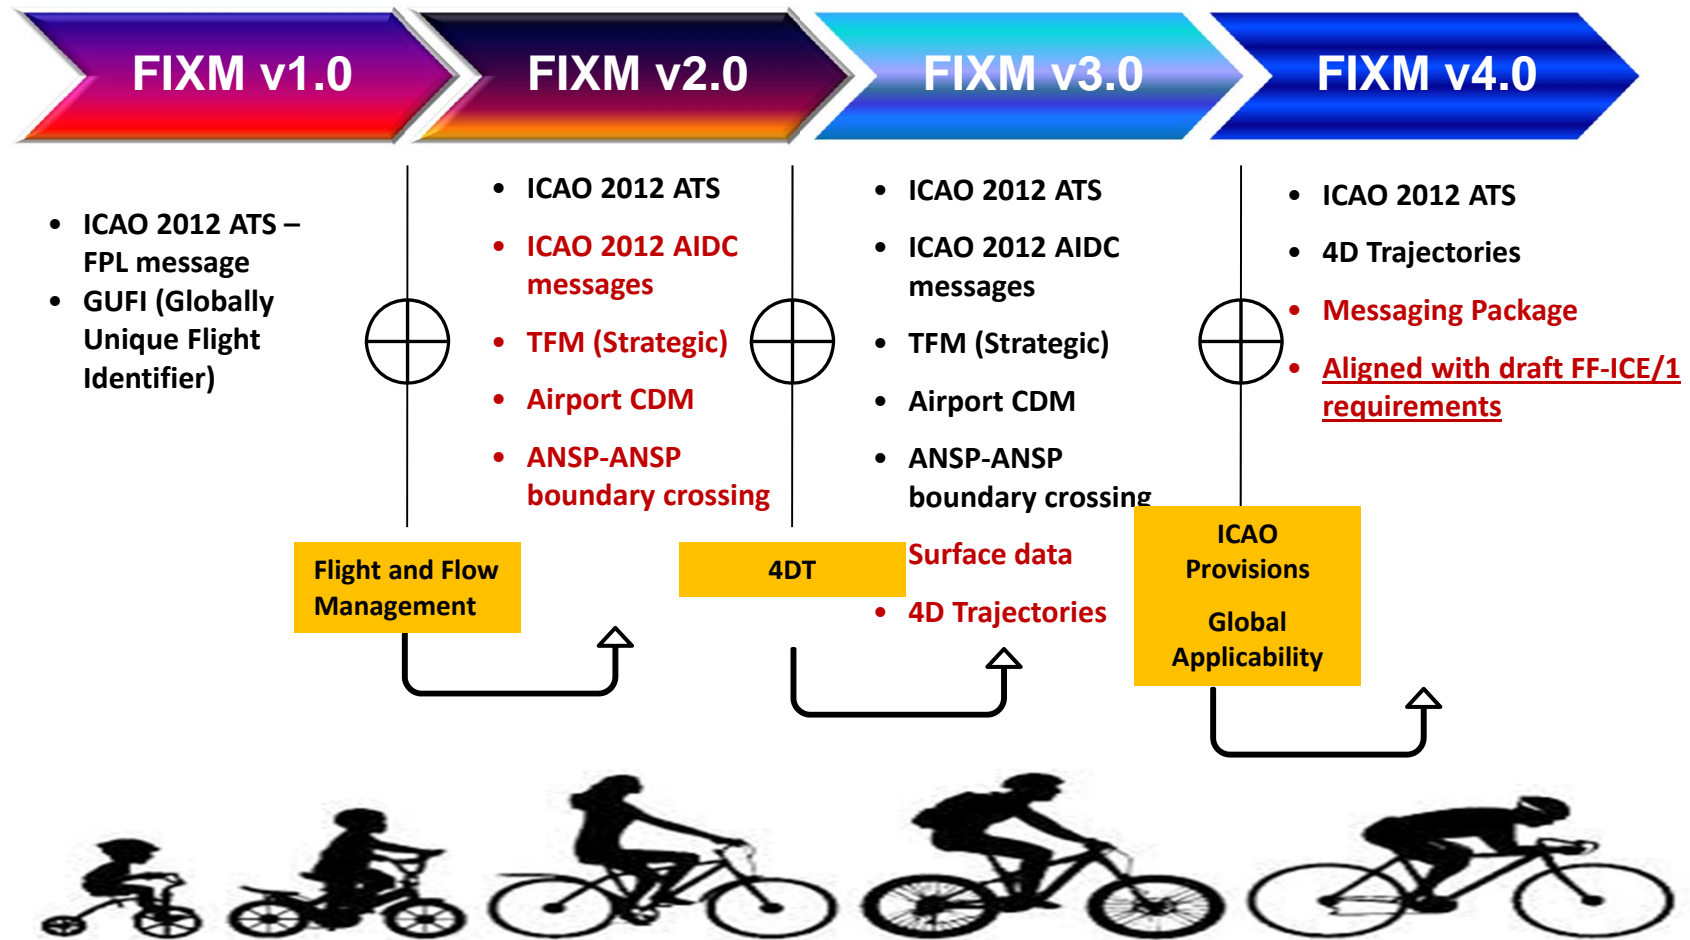 FIXM v1.0
FIXM v2.0
FIXM v3.0
FIXM v4.0
• ICAO 2012 ATS –
FPL message
• GUFI (Globally
Unique Flight
Identifier)
• ICAO 2012 ATS
• ICAO 2012 AIDC
messages
• TFM (Strategic)
• Airport CDM
• ANSP-ANSP
boundary crossing
• ICAO 2012 ATS
• ICAO 2012 AIDC
messages
• TFM (Strategic)
• Airport CDM
• ANSP-ANSP
boundary crossing
Surface data
• 4D Trajectories
• ICAO 2012 ATS
• 4D Trajectories
• Messaging Package
• Aligned with draft FF-ICE/1
requirements
Flight and Flow
Management
4DT
ICAO
Provisions
Global
Applicability